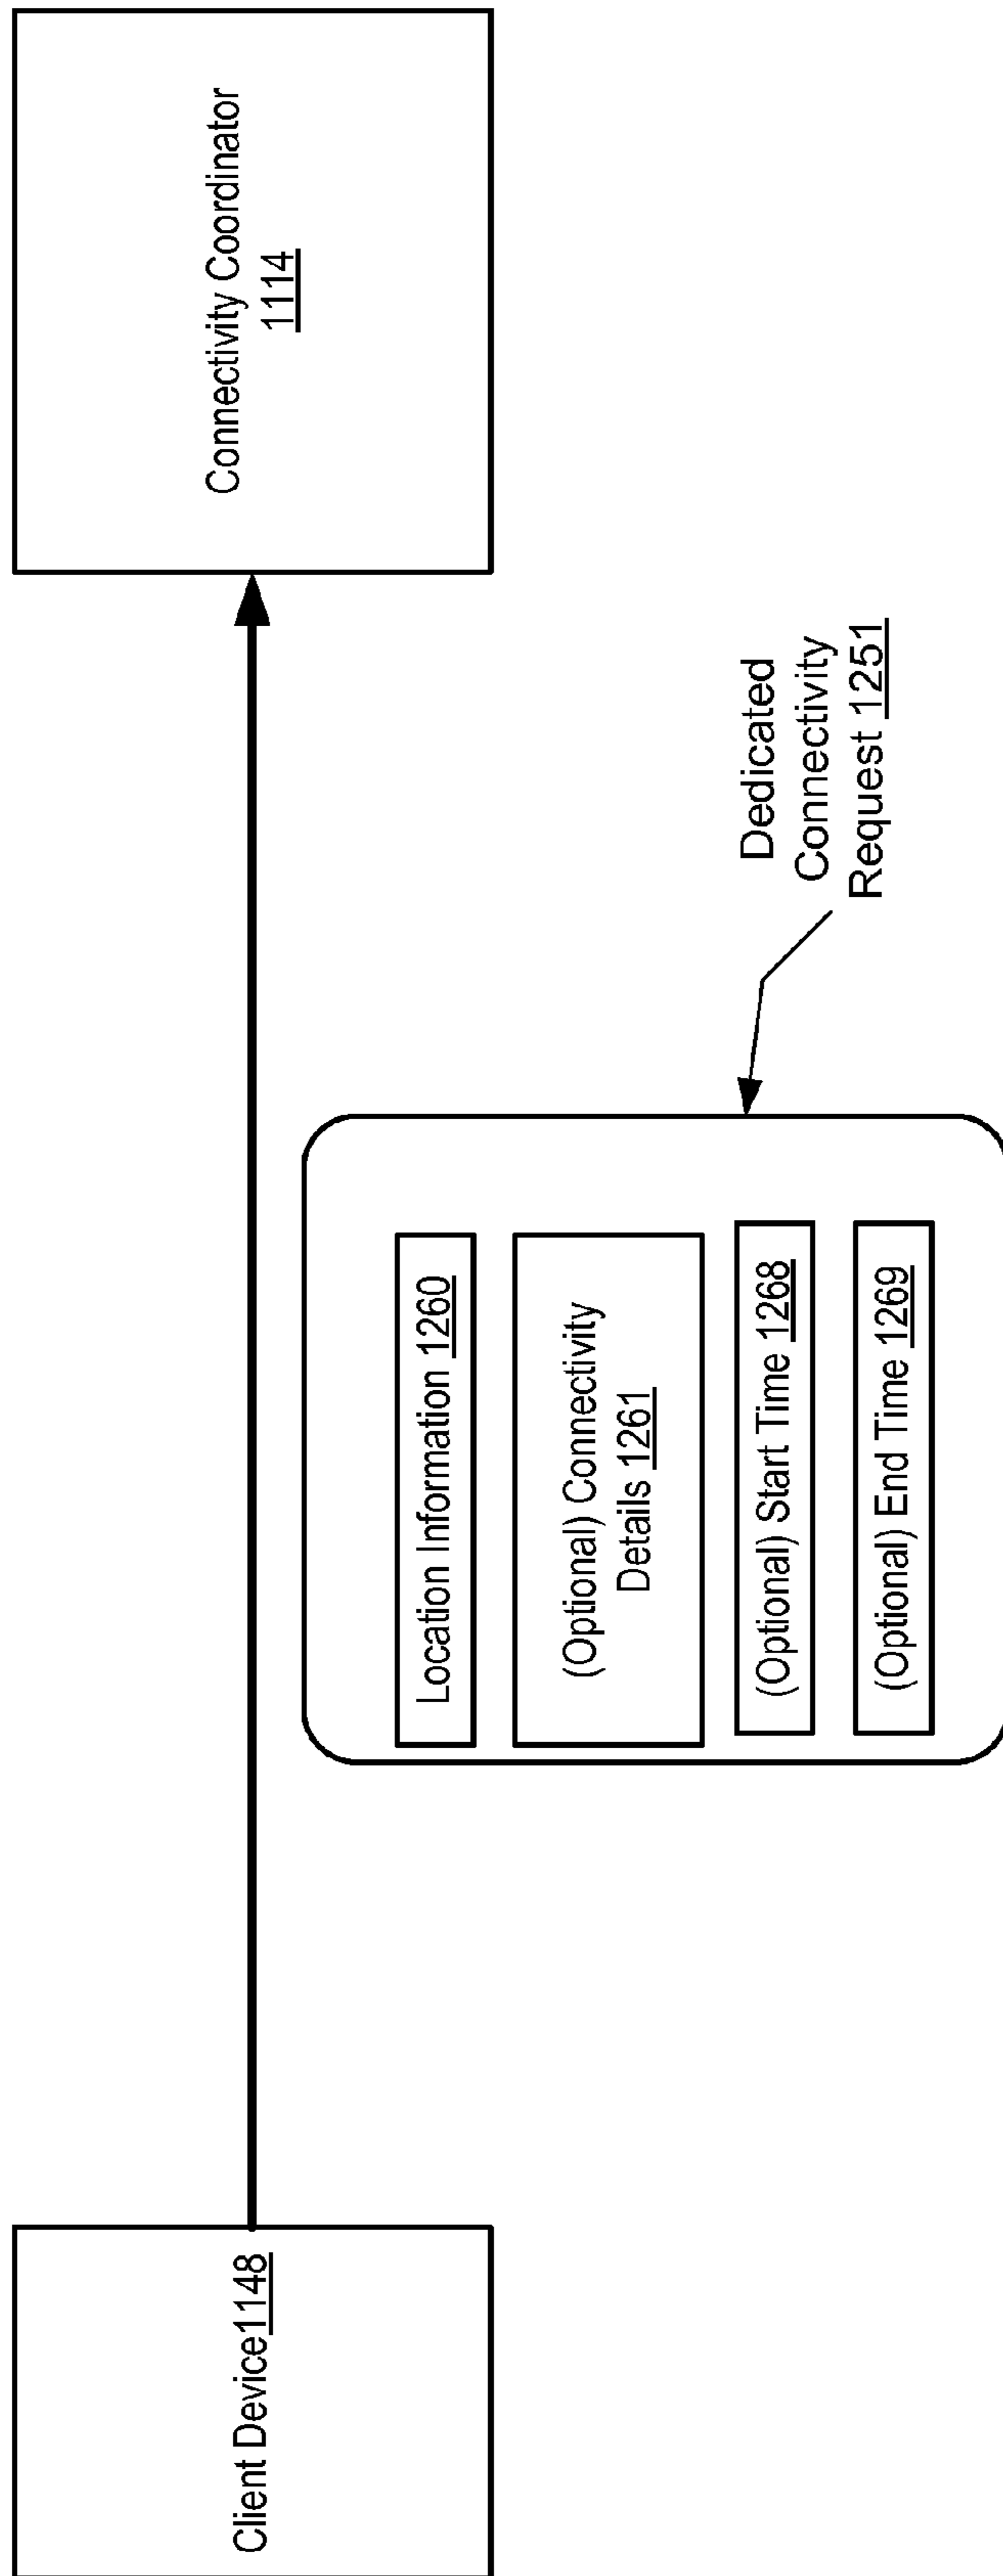 Client Device1148
Connectivity Coordinator
1114
Location Information 1260
(Optional) Connectivity
Details 1261
(Optional) Start Time 1268
(Optional) End Time 1269
Dedicated
Connectivity
Request 1251